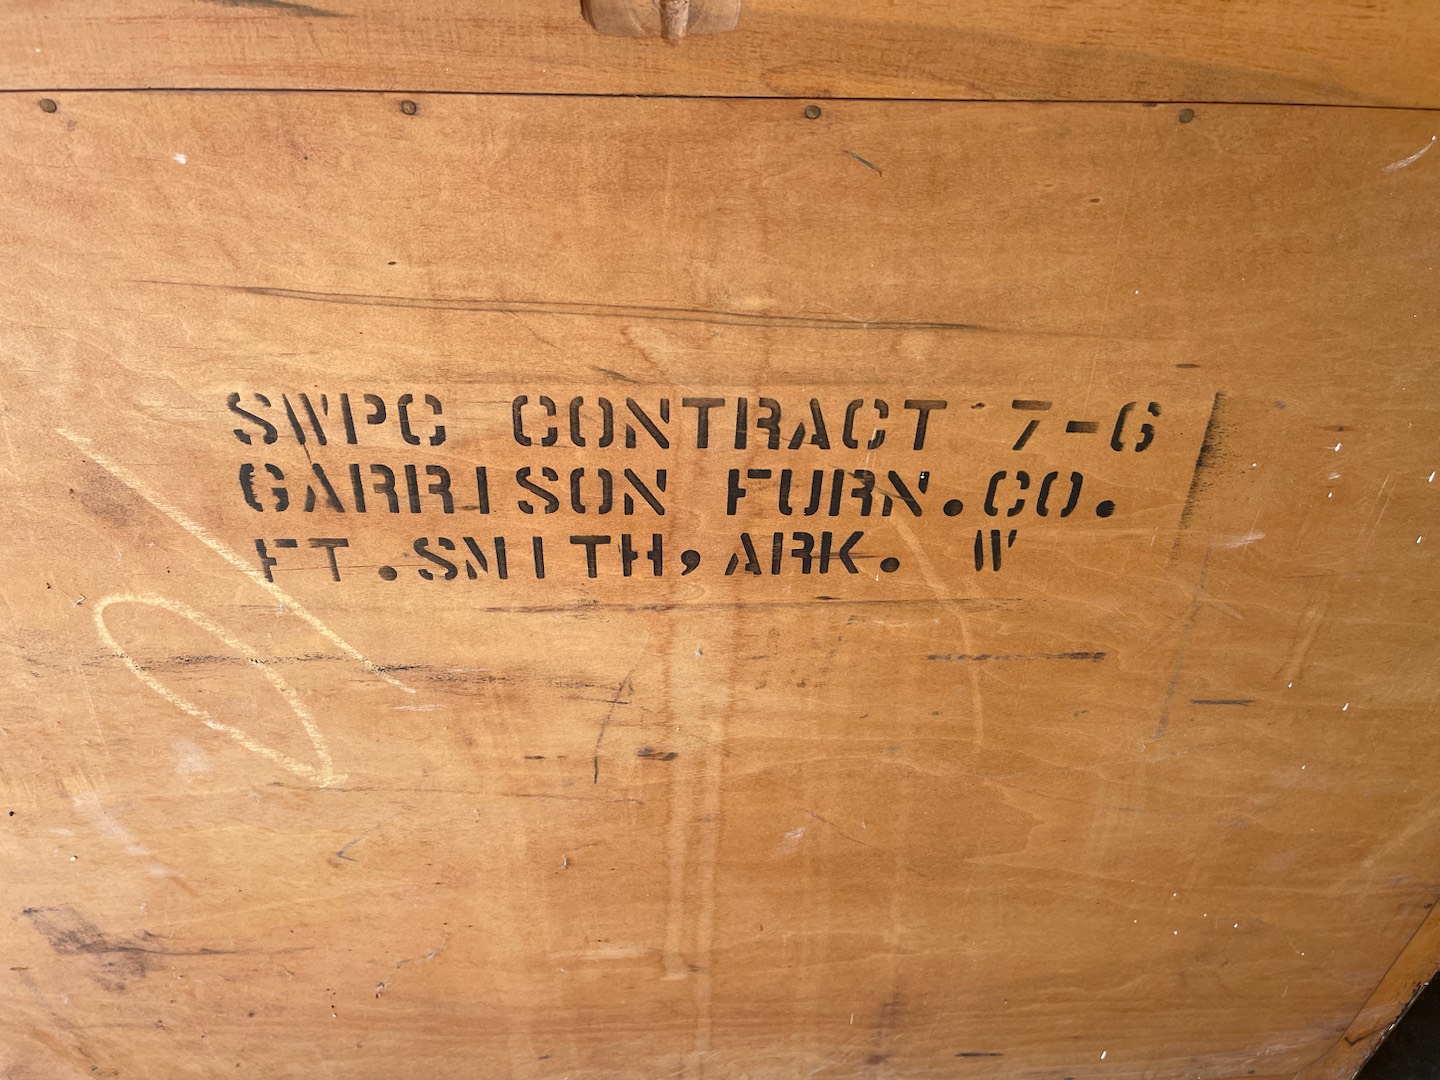 SWPC CONTRACT 7-6
GARRISON FURN.CO.
FT.SMITH,ARK. W